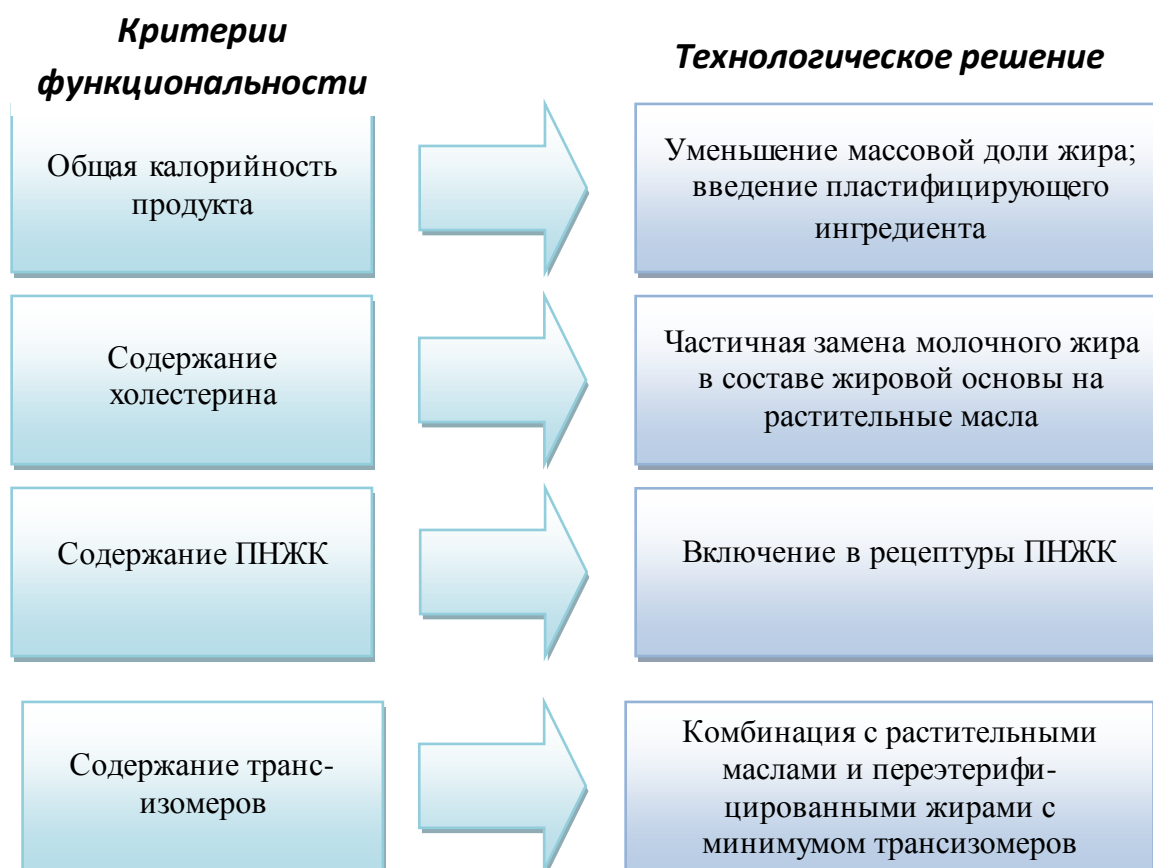 Критерии
функциональности
Технологическое решение
Общая калорийность
продукта
Уменьшение массовой доли жира;
введение пластифицирующего
ингредиента
Содержание
холестерина
Частичная замена молочного жира
в составе жировой основы на
растительные масла
Содержание ПНЖК
Включение в рецептуры ПНЖК
Содержание транс-
изомеров
Комбинация с растительными
маслами и переэтерифи-
цированными жирами с
минимумом трансизомеров